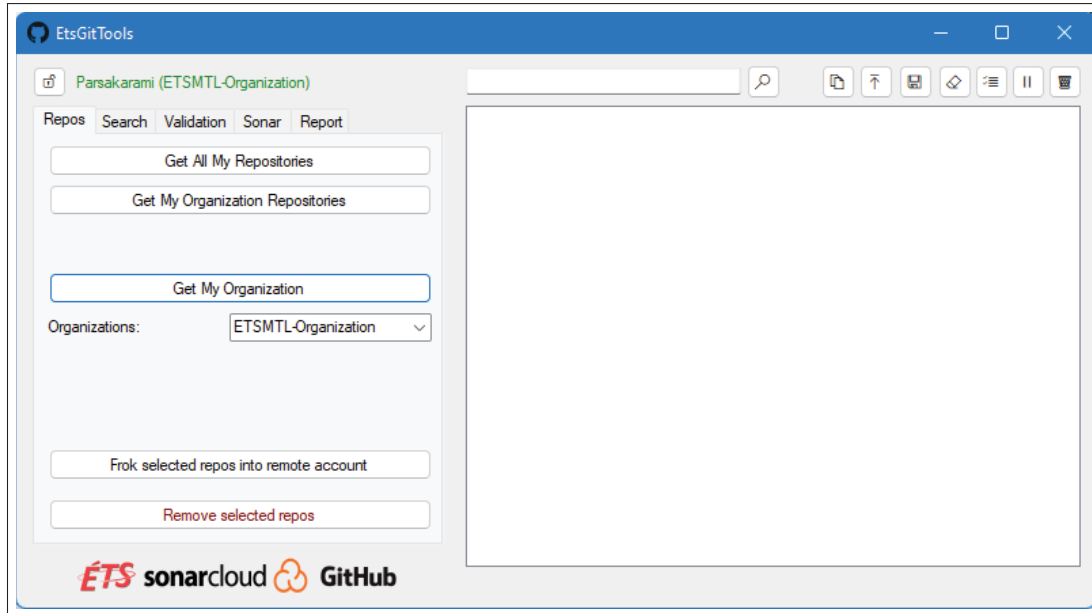 EtsGitTools
Parsakarami (ETSMTL-Organization)
Repos Search Validation Sonar Report
Get All My Repositories
Get My Organization Repositories
Get My Organization
Organizations: ETSMTL-Organization
Frok selected repos into remote account
Remove selected repos
ÉTS sonarcloud GitHub